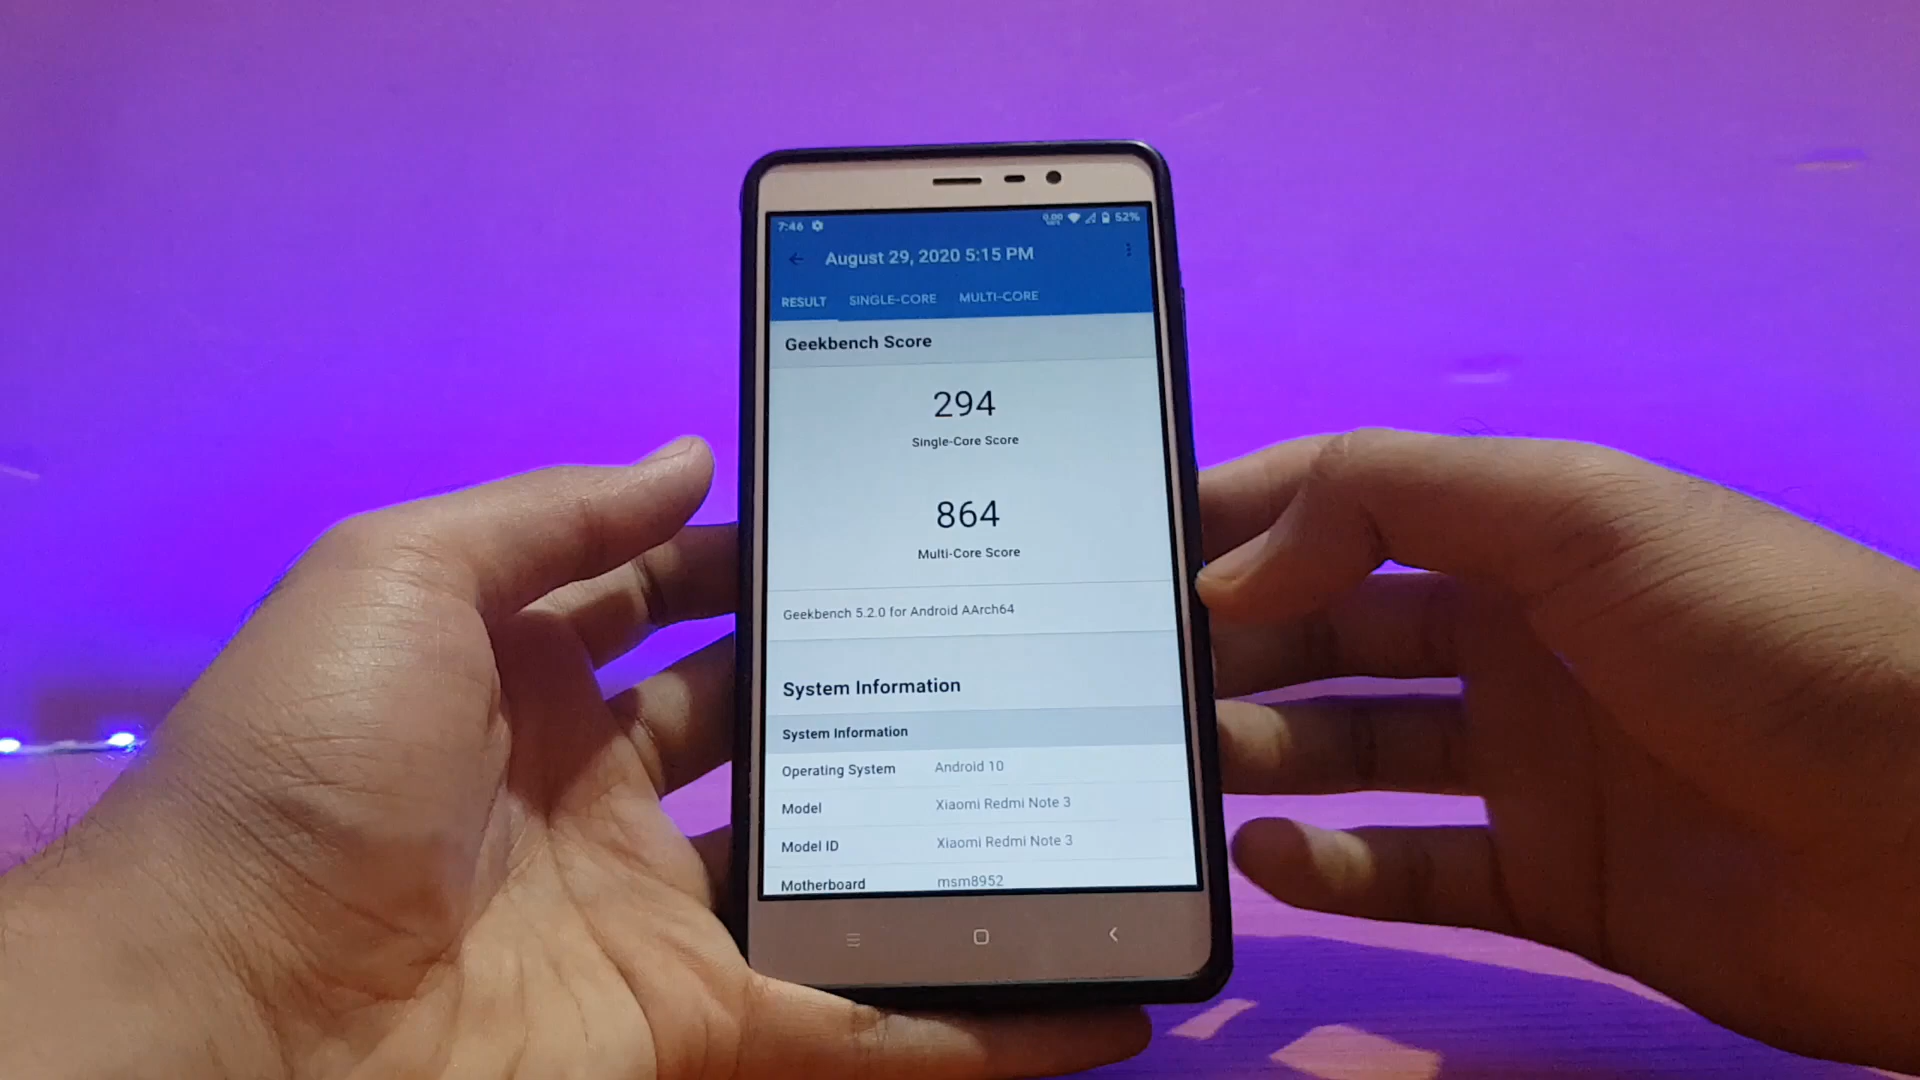 7:46 52%
August 29, 2020 5:15 PM
RESULT SINGLE-CORE MULTI-CORE
Geekbench Score
294
Single-Core Score
864
Multi-Core Score
Geekbench 5.2.0 for Android AArch64
System Information
System Information
Operating System Android 10
Model Xiaomi Redmi Note 3
Model ID Xiaomi Redmi Note 3
Motherboard msm8952